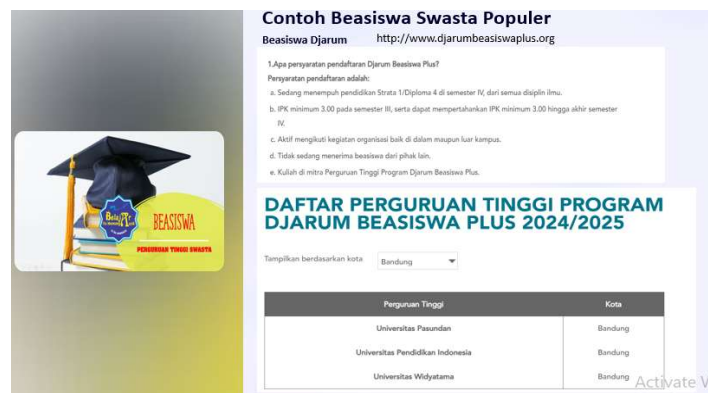 Contoh Beasiswa Swasta Populer
Beasiswa Djarum http://www.djarumbeasiswaplus.org
1.Apa persyaratan pendaftaran Djarum Beasiswa Plus?
Persyaratan pendaftaran adalah:
a. Sedang menempuh pendidikan Strata 1/Diploma 4 di semester IV, dari semua disiplin ilmu.
b. IPK minimum 3.00 pada semester III, serta dapat mempertahankan IPK minimum 3.00 hingga akhir semester
IV.
c. Aktif mengikuti kegiatan organisasi baik di dalam maupun luar kampus.
d. Tidak sedang menerima beasiswa dari pihak lain.
e. Kuliah di mitra Perguruan Tinggi Program Djarum Beasiswa Plus.
BEASISWA
PERGURUAN TINGGI SWASTA
DAFTAR PERGURUAN TINGGI PROGRAM
DJARUM BEASISWA PLUS 2024/2025
Tampilkan berdasarkan kota Bandung
Perguruan Tinggi Kota
Universitas Pasundan Bandung
Universitas Pendidikan Indonesia Bandung
Universitas Widyatama Bandung
Activate